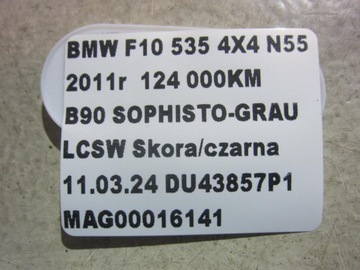 BMW F10 535 4X4 N55
2011r 124 000KM
B90 SOPHISTO-GRAU
LCSW Skora/czarna
11.03.24 DU43857P1
MAG00016141